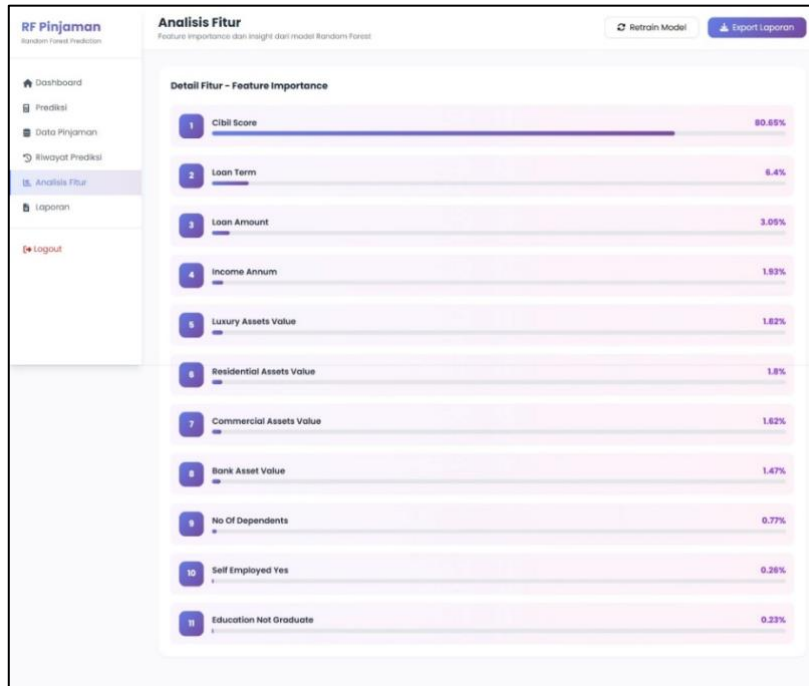 RF Pinjaman
Random Forest Prediction
Dashboard
Prediksi
Data Pinjaman
Riwayat Prediksi
Analisis Fitur
Laporan
Logout
Analisis Fitur
Feature importance dan insight dari model Random Forest
Retrain Model
Export Laporan
Detail Fitur - Feature Importance
1 Cibil Score 80.65%
2 Loan Term 6.4%
3 Loan Amount 3.05%
4 Income Annum 1.93%
5 Luxury Assets Value 1.82%
6 Residential Assets Value 1.8%
7 Commercial Assets Value 1.62%
8 Bank Asset Value 1.47%
9 No Of Dependents 0.77%
10 Self Employed Yes 0.26%
11 Education Not Graduate 0.23%